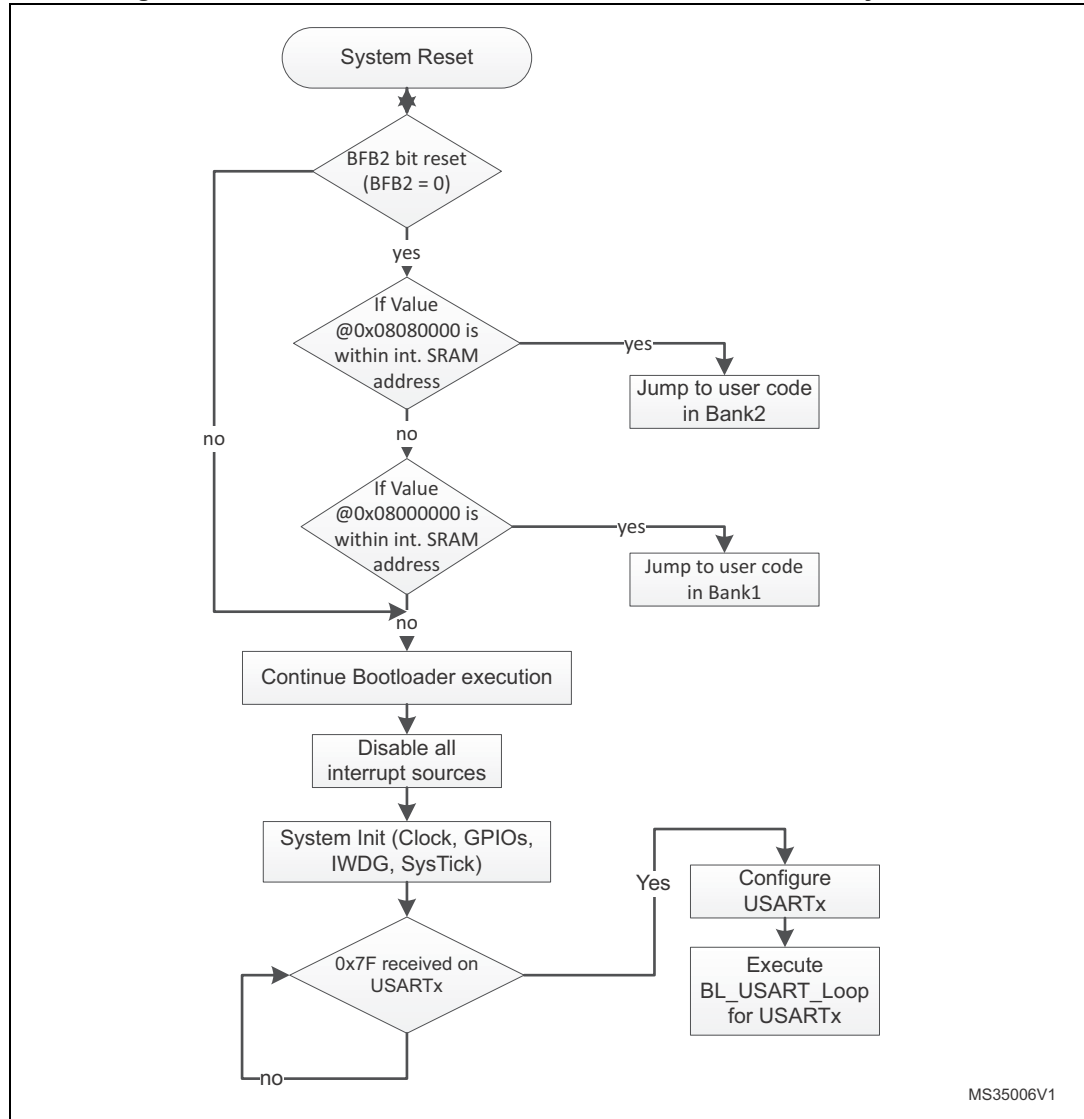 System Reset
BFB2 bit reset
(BFB2 = 0)
yes
If Value
@0x08080000 is
within int. SRAM
address
yes
Jump to user code
in Bank2
no
no
If Value
@0x08000000 is
within int. SRAM
address
yes
Jump to user code
in Bank1
no
Continue Bootloader execution
Disable all
interrupt sources
System Init (Clock, GPIOs,
IWDG, SysTick)
Yes
Configure
USARTx
0x7F received on
USARTx
Execute
BL_USART_Loop
for USARTx
no
MS35006V1